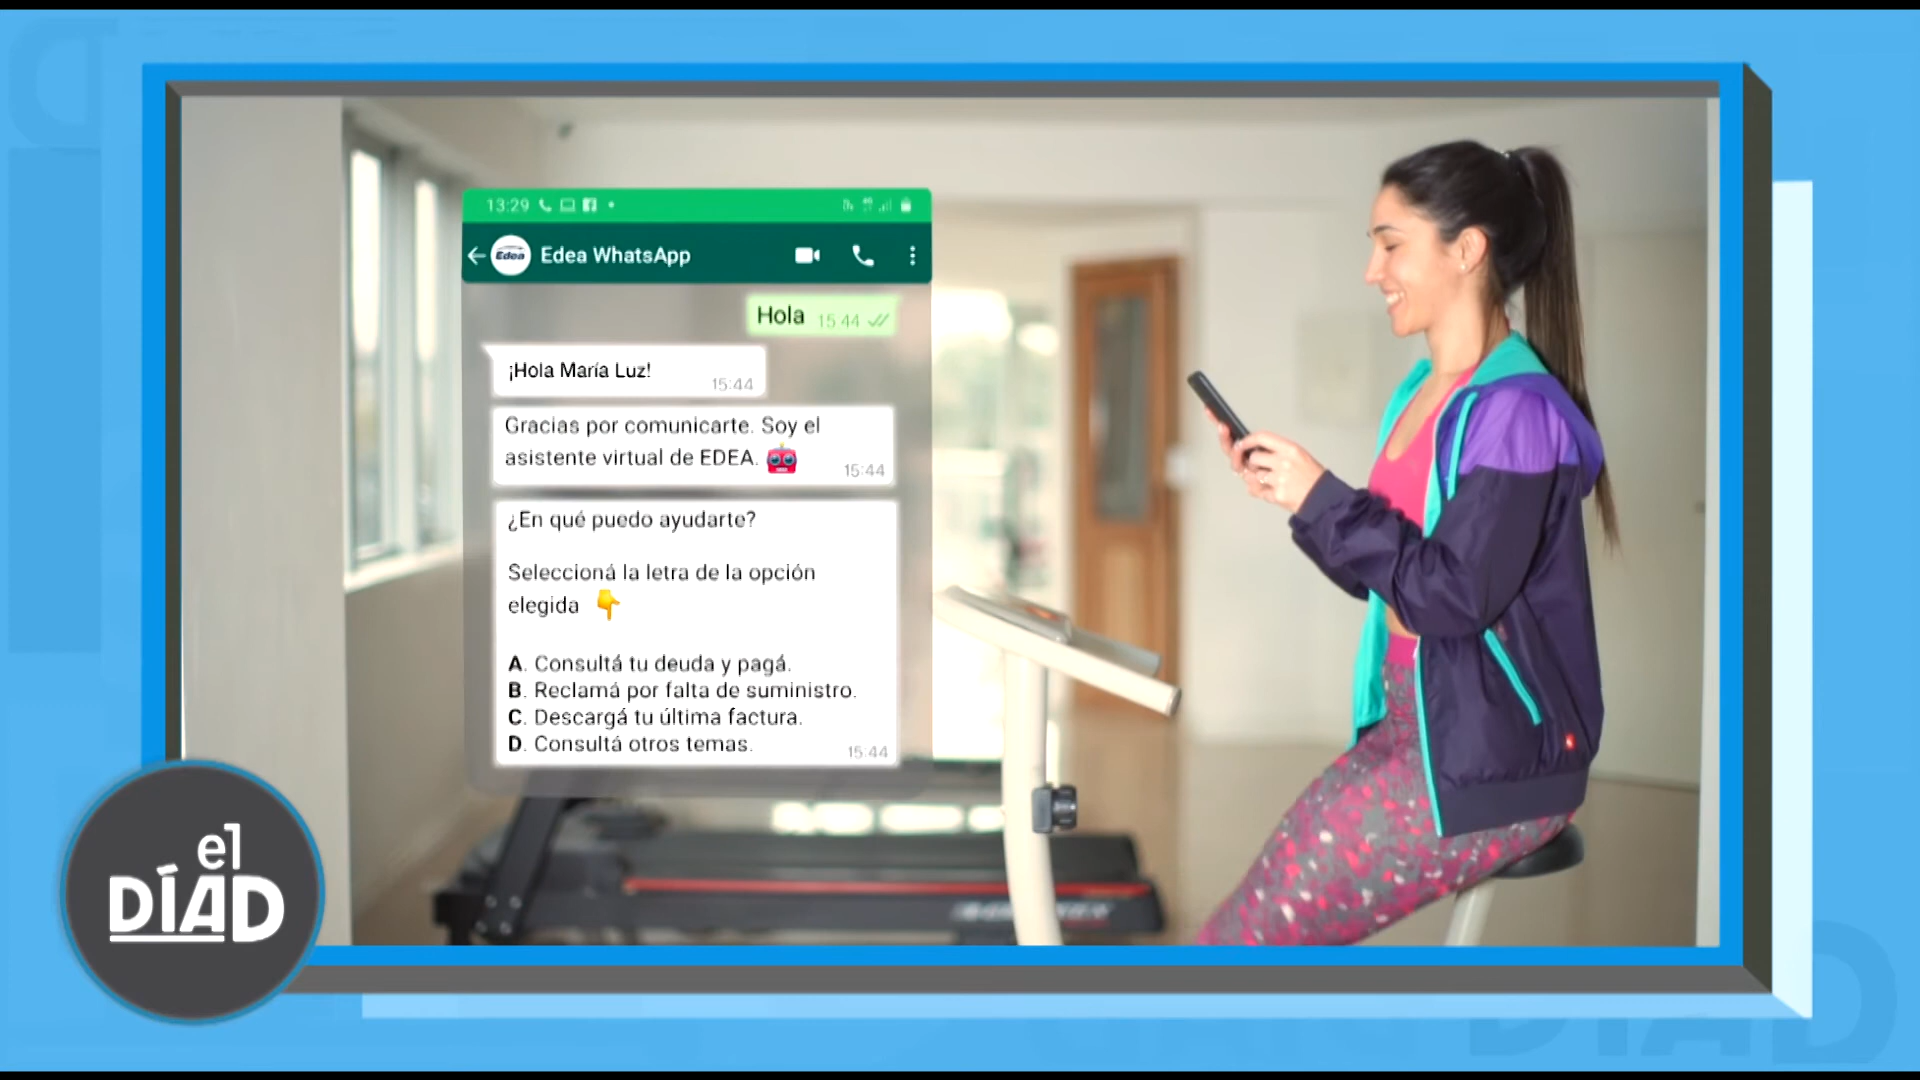 13:29
Edea
Edea WhatsApp
Hola 15:44
¡Hola María Luz!
15:44
Gracias por comunicarte. Soy el
asistente virtual de EDEA.
15:44
¿En qué puedo ayudarte?
Seleccioná la letra de la opción
elegida
A. Consultá tu deuda y pagá.
B. Reclamá por falta de suministro.
C. Descargá tu última factura.
D. Consultá otros temas.
15:44
el
DÍAD